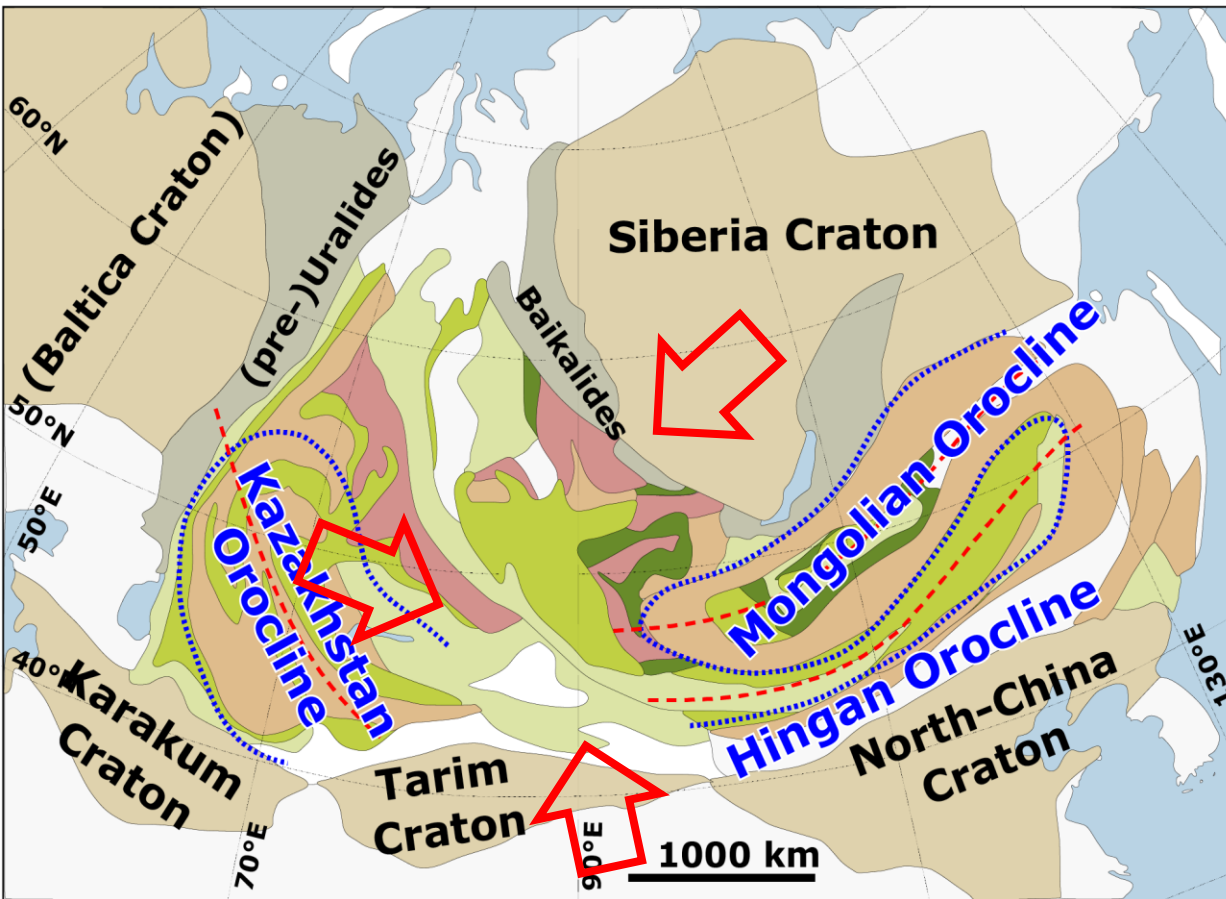 60°N
(Baltica Craton)
(pre-)Uralides
Siberia Craton
Baikalides
50°N
50°E
Kazakhstan
Orocline
Mongolian Orocline
Hingan Orocline
40°N
Karakum
Craton
Tarim
Craton
North-China
Craton
130°E
70°E
90°E
1000 km